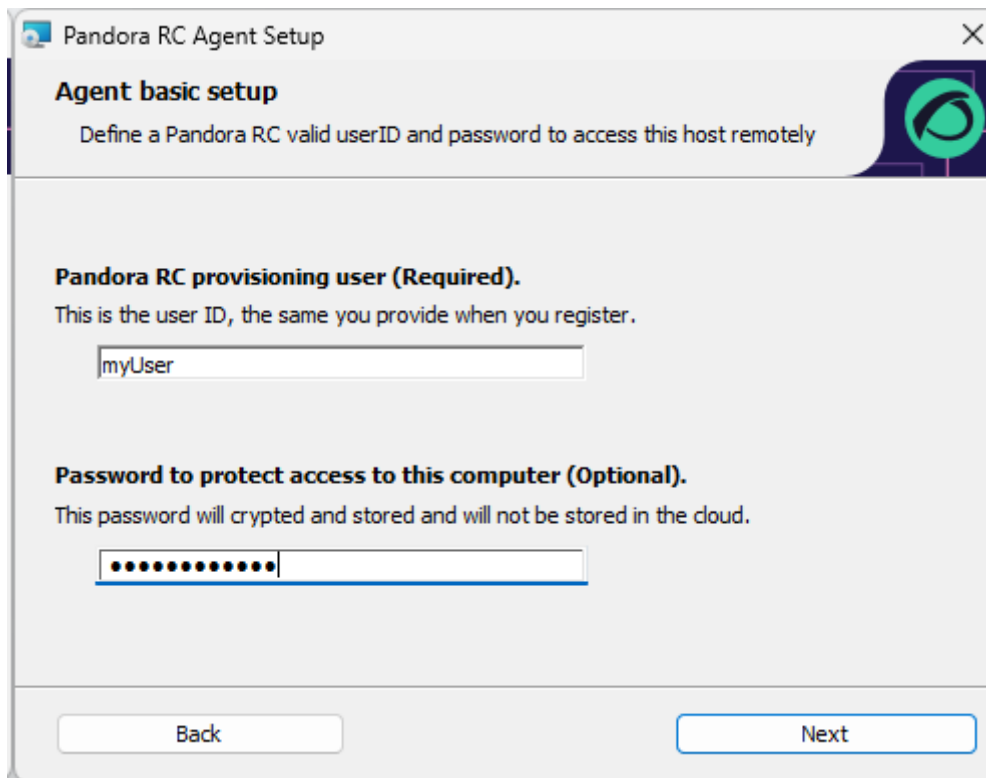 Pandora RC Agent Setup
Agent basic setup
Define a Pandora RC valid userID and password to access this host remotely
Pandora RC provisioning user (Required).
This is the user ID, the same you provide when you register.
myUser
Password to protect access to this computer (Optional).
This password will crypted and stored and will not be stored in the cloud.
●●●●●●●●●●●●
Back
Next